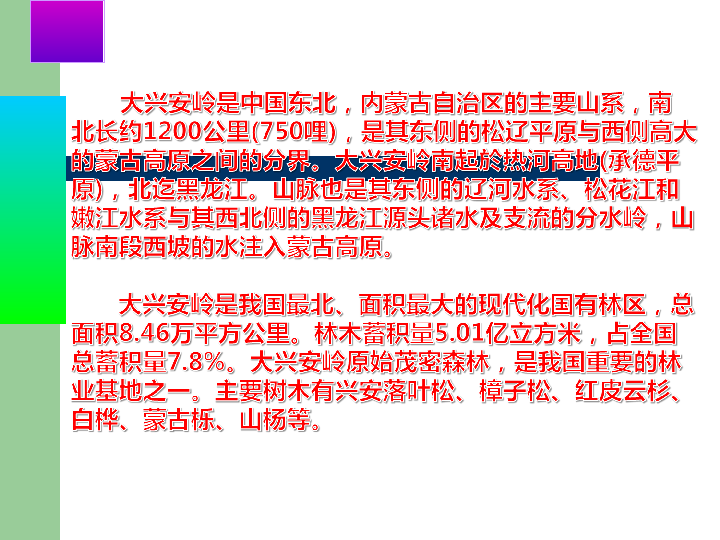 大兴安岭是中国东北，内蒙古自治区的主要山系，南
北长约1200公里(750哩)，是其东侧的松辽平原与西侧高大
的蒙古高原之间的分界。大兴安岭南起於热河高地(承德平
原)，北迄黑龙江。山脉也是其东侧的辽河水系、松花江和
嫩江水系与其西北侧的黑龙江源头诸水及支流的分水岭，山
脉南段西坡的水注入蒙古高原。
大兴安岭是我国最北、面积最大的现代化国有林区，总
面积8.46万平方公里。林木蓄积量5.01亿立方米，占全国
总蓄积量7.8%。大兴安岭原始茂密森林，是我国重要的林
业基地之一。主要树木有兴安落叶松、樟子松、红皮云杉、
白桦、蒙古栎、山杨等。